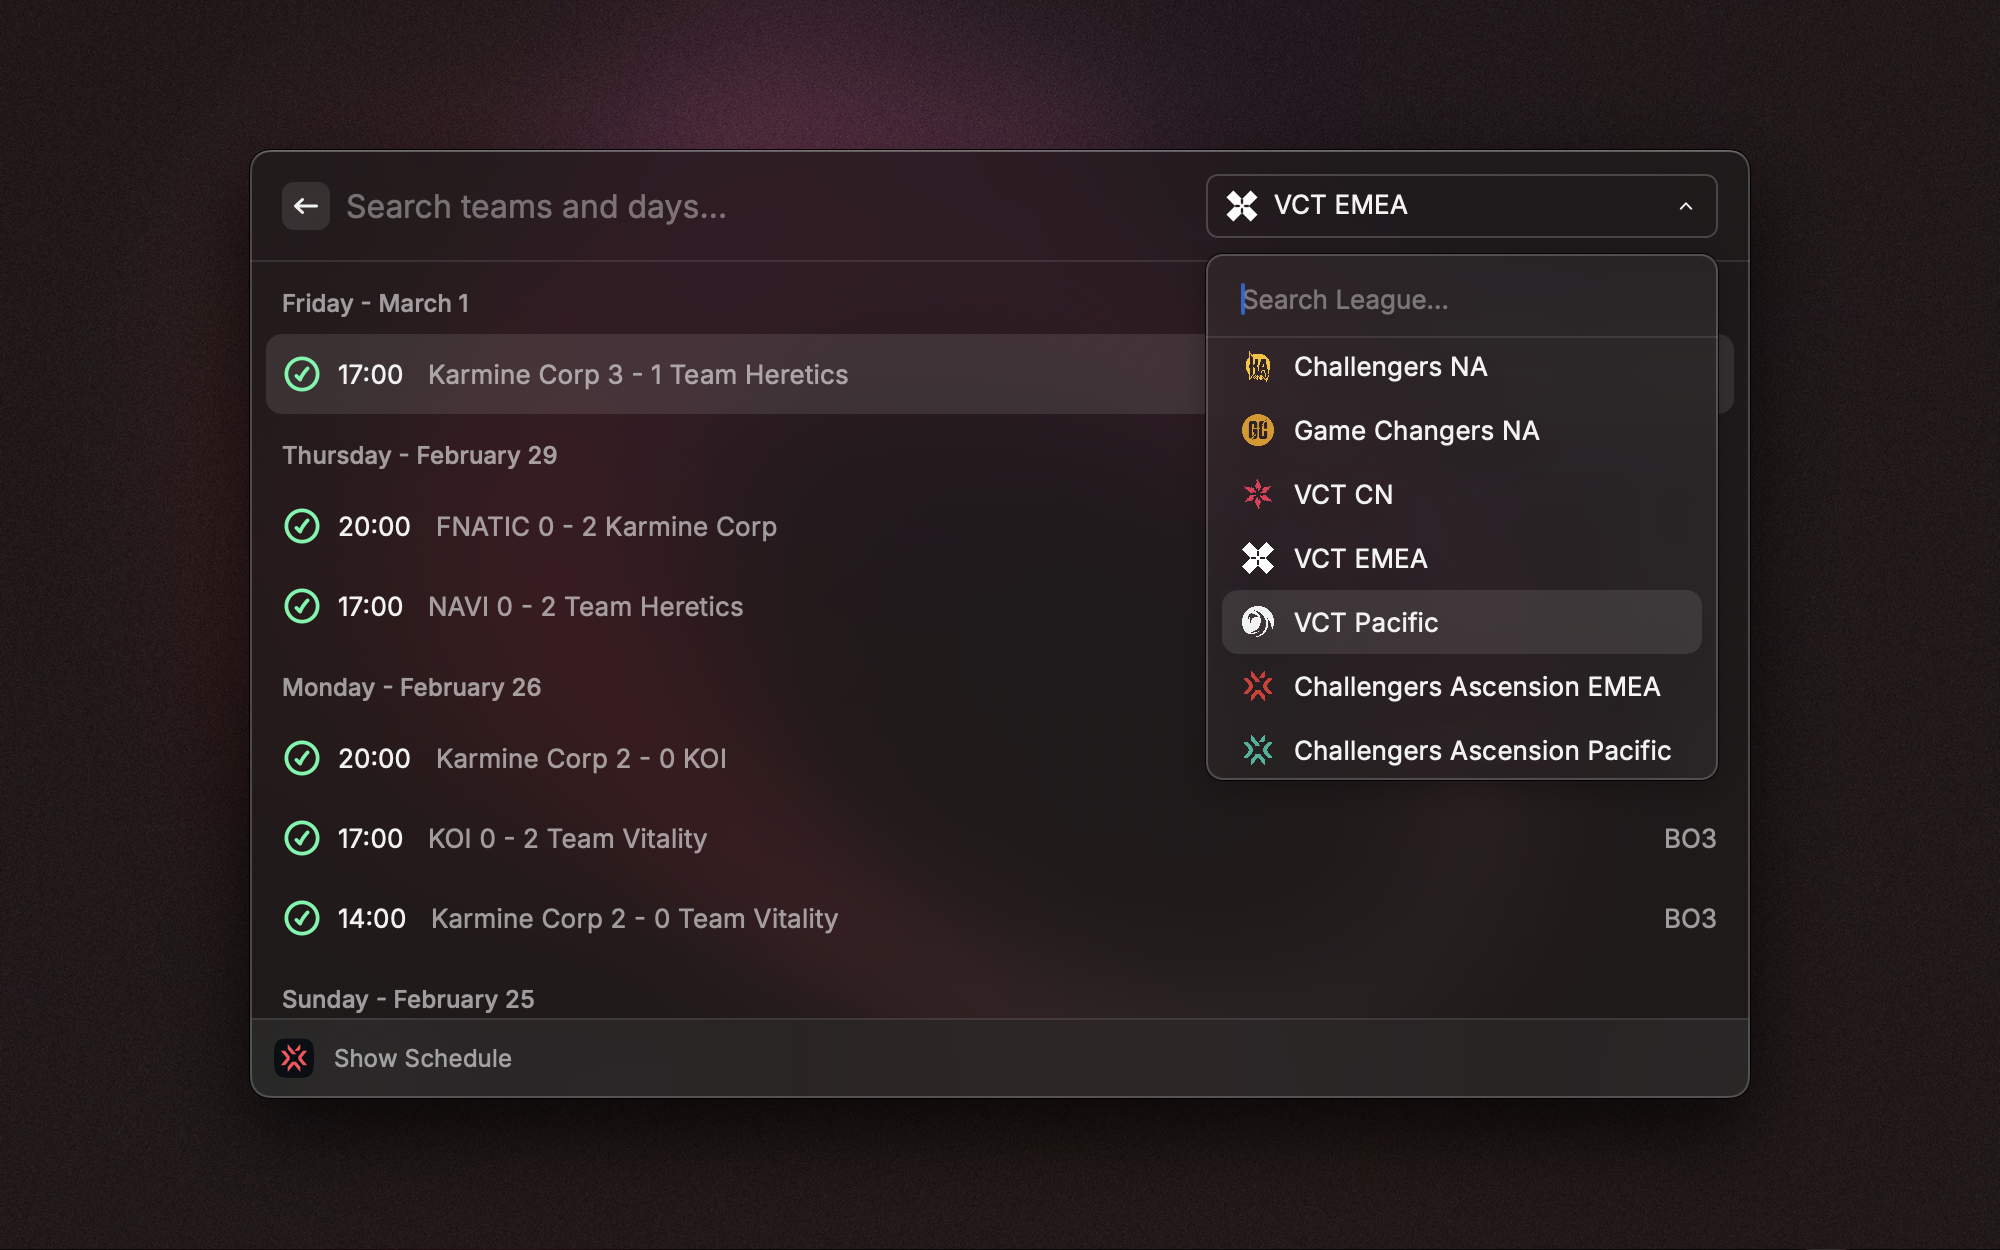 Search teams and days...
VCT EMEA
Search League...
Challengers NA
Game Changers NA
VCT CN
VCT EMEA
VCT Pacific
Challengers Ascension EMEA
Challengers Ascension Pacific
Friday - March 1
17:00 Karmine Corp 3 - 1 Team Heretics
Thursday - February 29
20:00 FNATIC 0 - 2 Karmine Corp
17:00 NAVI 0 - 2 Team Heretics
Monday - February 26
20:00 Karmine Corp 2 - 0 KOI
17:00 KOI 0 - 2 Team Vitality BO3
14:00 Karmine Corp 2 - 0 Team Vitality BO3
Sunday - February 25
Show Schedule